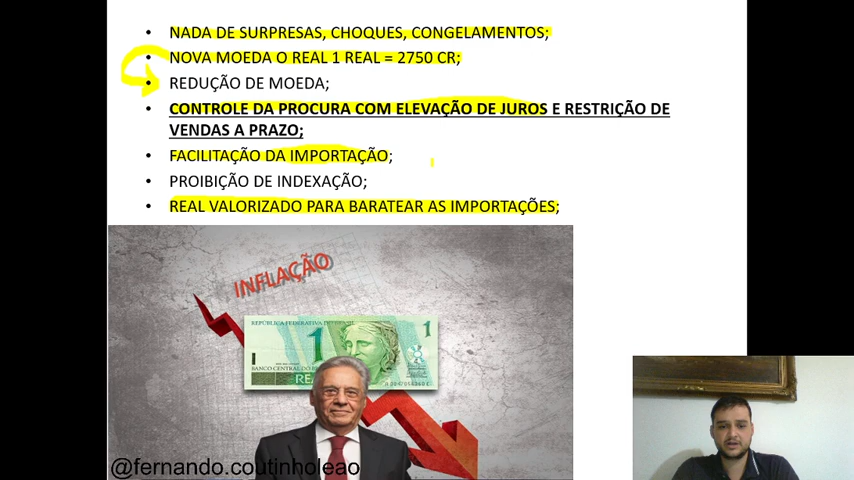 • NADA DE SURPRESAS, CHOQUES, CONGELAMENTOS;
• NOVA MOEDA O REAL 1 REAL = 2750 CR;
• REDUÇÃO DE MOEDA;
• CONTROLE DA PROCURA COM ELEVAÇÃO DE JUROS E RESTRIÇÃO DE
VENDAS A PRAZO;
• FACILITAÇÃO DA IMPORTAÇÃO;
• PROIBIÇÃO DE INDEXAÇÃO;
• REAL VALORIZADO PARA BARATEAR AS IMPORTAÇÕES;
INFLAÇÃO
REPÚBLICA FEDERATIVA DO BRASIL
1
1
BANCO CENTRAL DO
REA
@fernando.coutinholeao